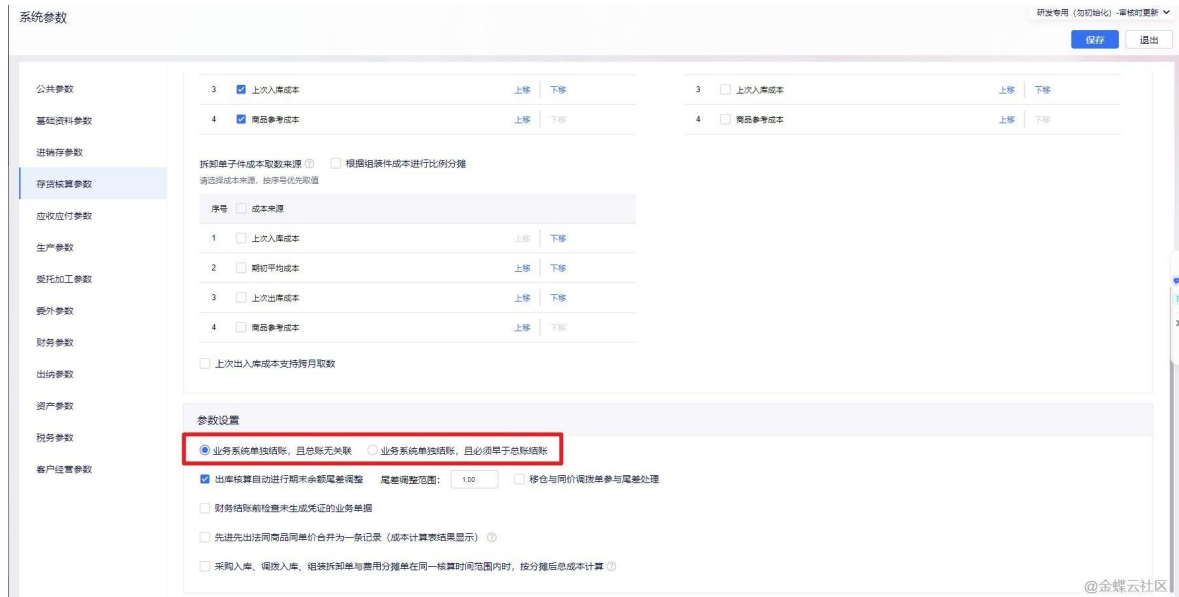 系统参数
研发专用（勿初始化）-审核时更新
保存 退出
公共参数
基础资料参数
进销存参数
存货核算参数
应收应付参数
生产参数
受托加工参数
委外参数
财务参数
出纳参数
资产参数
税务参数
客户经营参数
3 上次入库成本 上移 下移
4 商品参考成本 上移 下移
3 上次入库成本 上移 下移
4 商品参考成本 上移 下移
拆卸单子件成本取数来源 ? 根据组装件成本进行比例分摊
请选择成本来源，按序号优先取值
序号 成本来源
1 上次入库成本 上移 下移
2 期初平均成本 上移 下移
3 上次出库成本 上移 下移
4 商品参考成本 上移 下移
上次出入库成本支持跨月取数
参数设置
业务系统单独结账，且总账无关联 业务系统单独结账，且必须早于总账结账
出库核算自动进行期末余额尾差调整 尾差调整范围： 1.00 移仓与同价调拨单参与尾差处理
财务结账前检查未生成凭证的业务单据
先进先出法同商品同单价合并为一条记录（成本计算表结果显示） ?
采购入库、调拨入库、组装拆卸单与费用分摊单在同一核算时间范围内时，按分摊后总成本计算 ?
@金蝶云社区